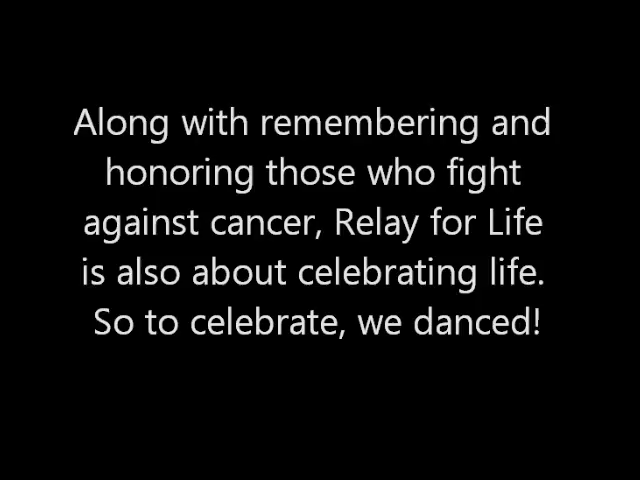 Along with remembering and
honoring those who fight
against cancer, Relay for Life
is also about celebrating life.
So to celebrate, we danced!